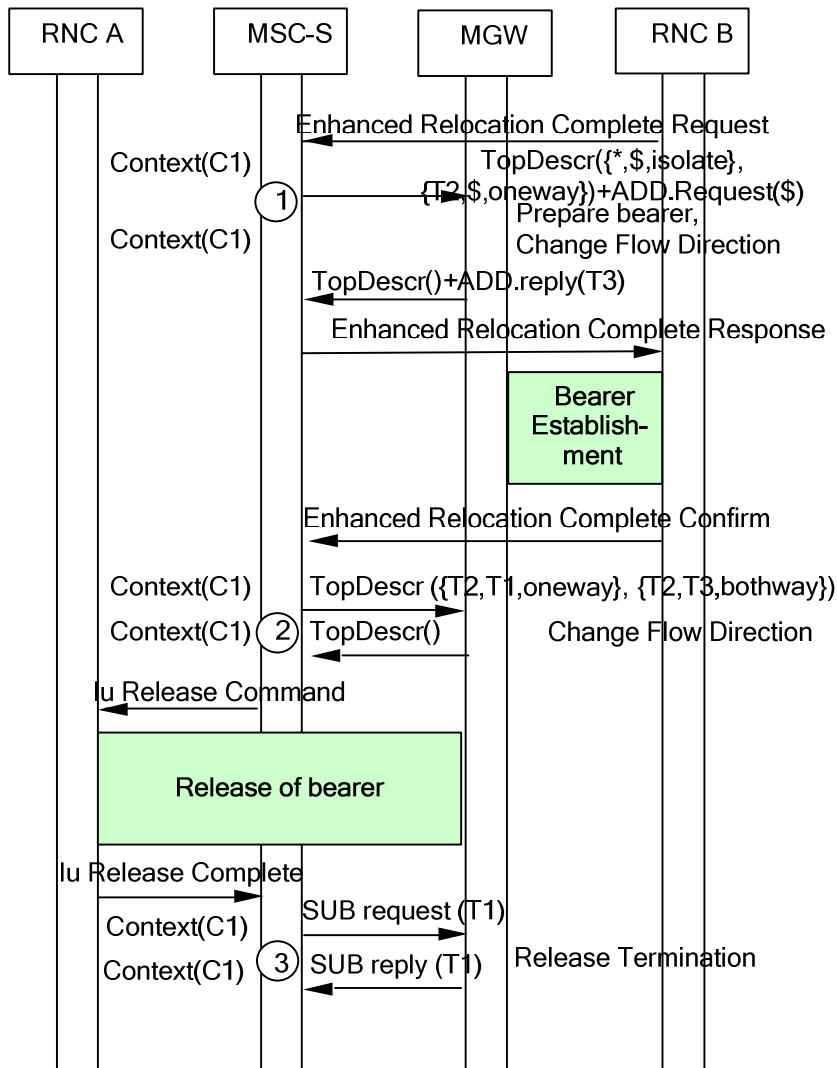 RNC A MSC-S MGW RNC B
Enhanced Relocation Complete Request
Context(C1) TopDescr({*,$,isolate},
1 {T2,$,oneway})+ADD.Request($)
Prepare bearer,
Context(C1) Change Flow Direction
TopDescr()+ADD.reply(T3)
Enhanced Relocation Complete Response
Bearer
Establish-
ment
Enhanced Relocation Complete Confirm
Context(C1) TopDescr ({T2,T1,oneway}, {T2,T3,bothway})
Context(C1) 2 TopDescr() Change Flow Direction
Iu Release Command
Release of bearer
Iu Release Complete
Context(C1) SUB request (T1)
Context(C1) 3 SUB reply (T1) Release Termination